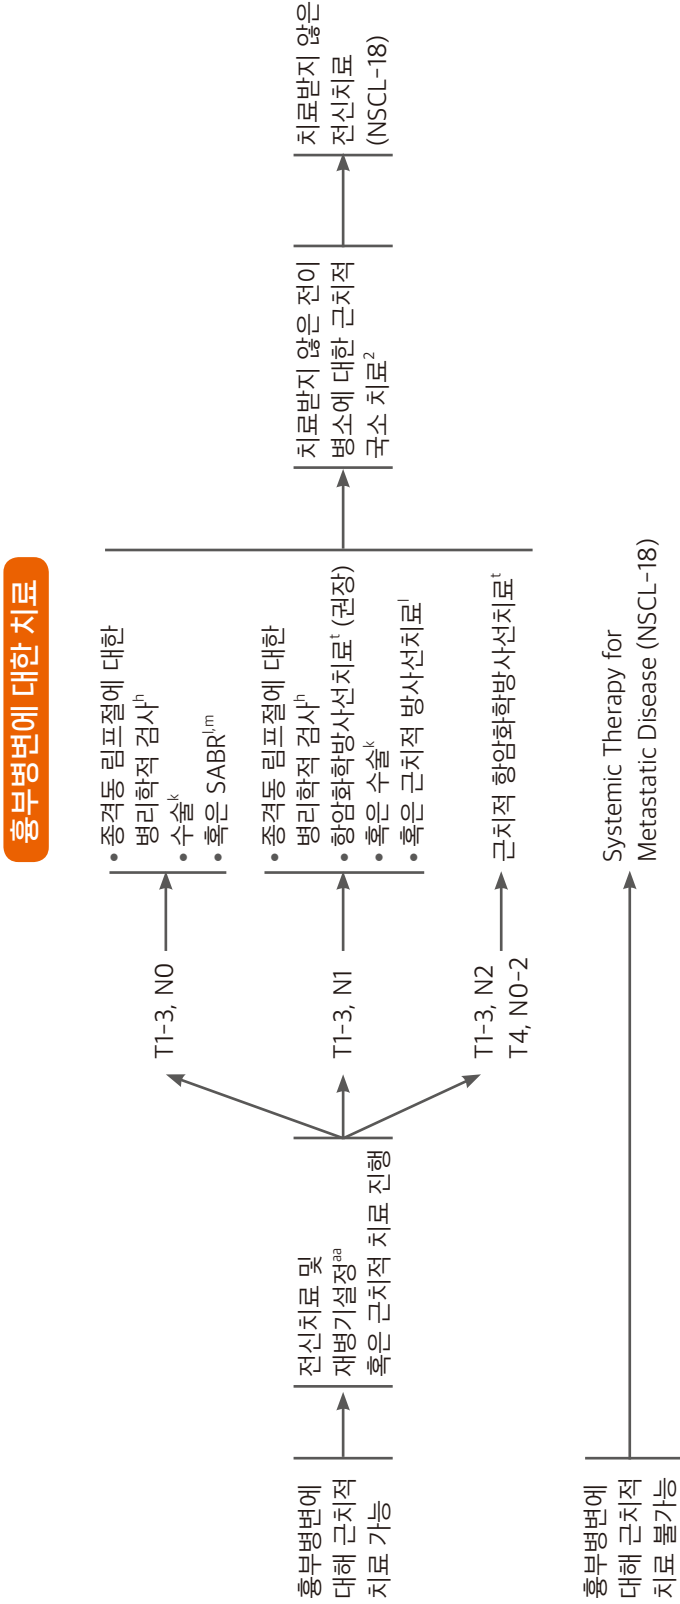 흉부병변에 대한 치료
흉부병변에
대해 근치적
치료 가능
전신치료 및
재병기설정aa
혹은 근치적 치료 진행
T1-3, N0
• 종격동 림프절에 대한
병리학적 검사h
• 수술k
• 혹은 SABRl,m
T1-3, N1
• 종격동 림프절에 대한
병리학적 검사h
• 항암화학방사선치료t (권장)
• 혹은 수술k
• 혹은 근치적 방사선치료l
T1-3, N2
T4, N0-2
근치적 항암화학방사선치료t
치료받지 않은 전이
병소에 대한 근치적
국소 치료2
치료받지 않은
전신치료
(NSCL-18)
흉부병변에
대해 근치적
치료 불가능
Systemic Therapy for
Metastatic Disease (NSCL-18)